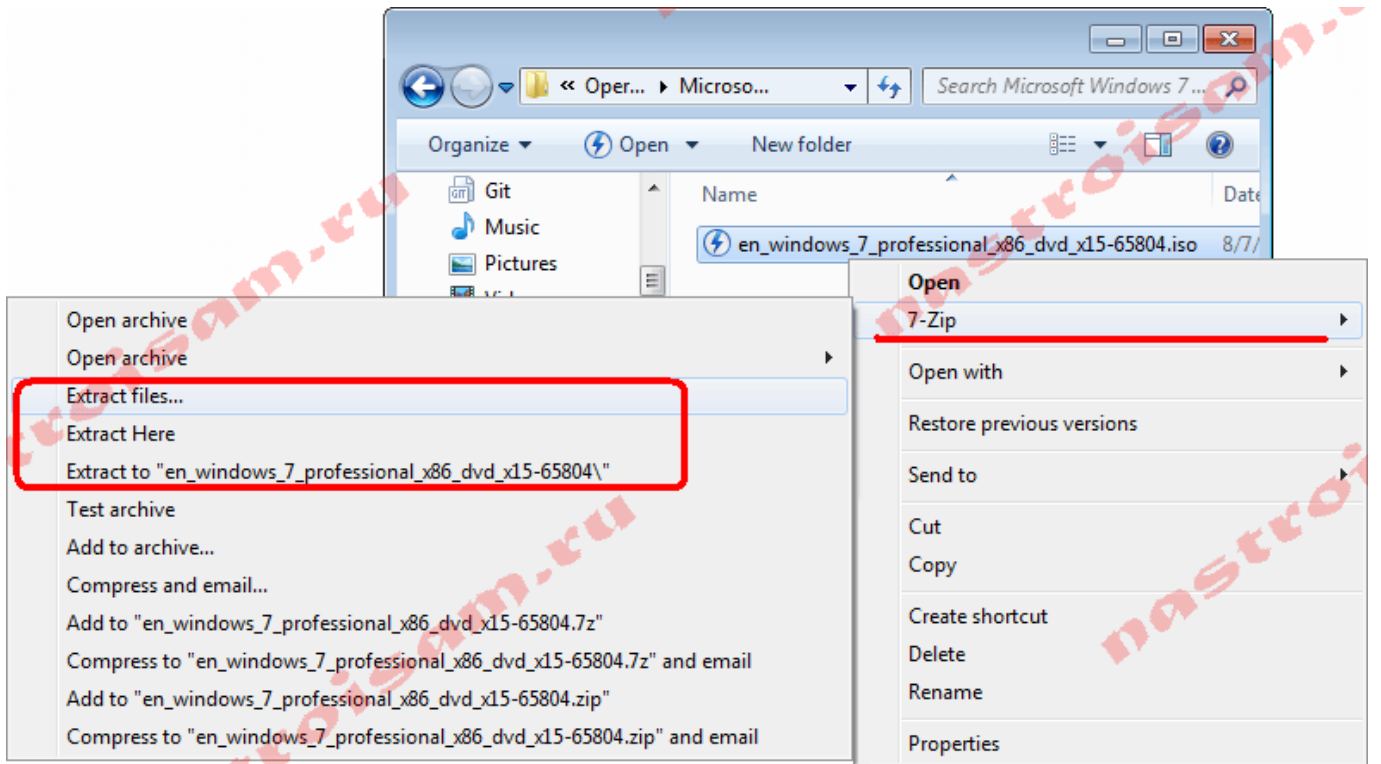 « Oper... Microso...
Search Microsoft Windows 7 ...
Organize
Open
New folder
Git
Music
Pictures
Name
Date
en_windows_7_professional_x86_dvd_x15-65804.iso
8/7/
Open
7-Zip
Open with
Restore previous versions
Send to
Cut
Copy
Create shortcut
Delete
Rename
Properties
Open archive
Open archive
Extract files...
Extract Here
Extract to "en_windows_7_professional_x86_dvd_x15-65804\"
Test archive
Add to archive...
Compress and email...
Add to "en_windows_7_professional_x86_dvd_x15-65804.7z"
Compress to "en_windows_7_professional_x86_dvd_x15-65804.7z" and email
Add to "en_windows_7_professional_x86_dvd_x15-65804.zip"
Compress to "en_windows_7_professional_x86_dvd_x15-65804.zip" and email
nastroisam.ru